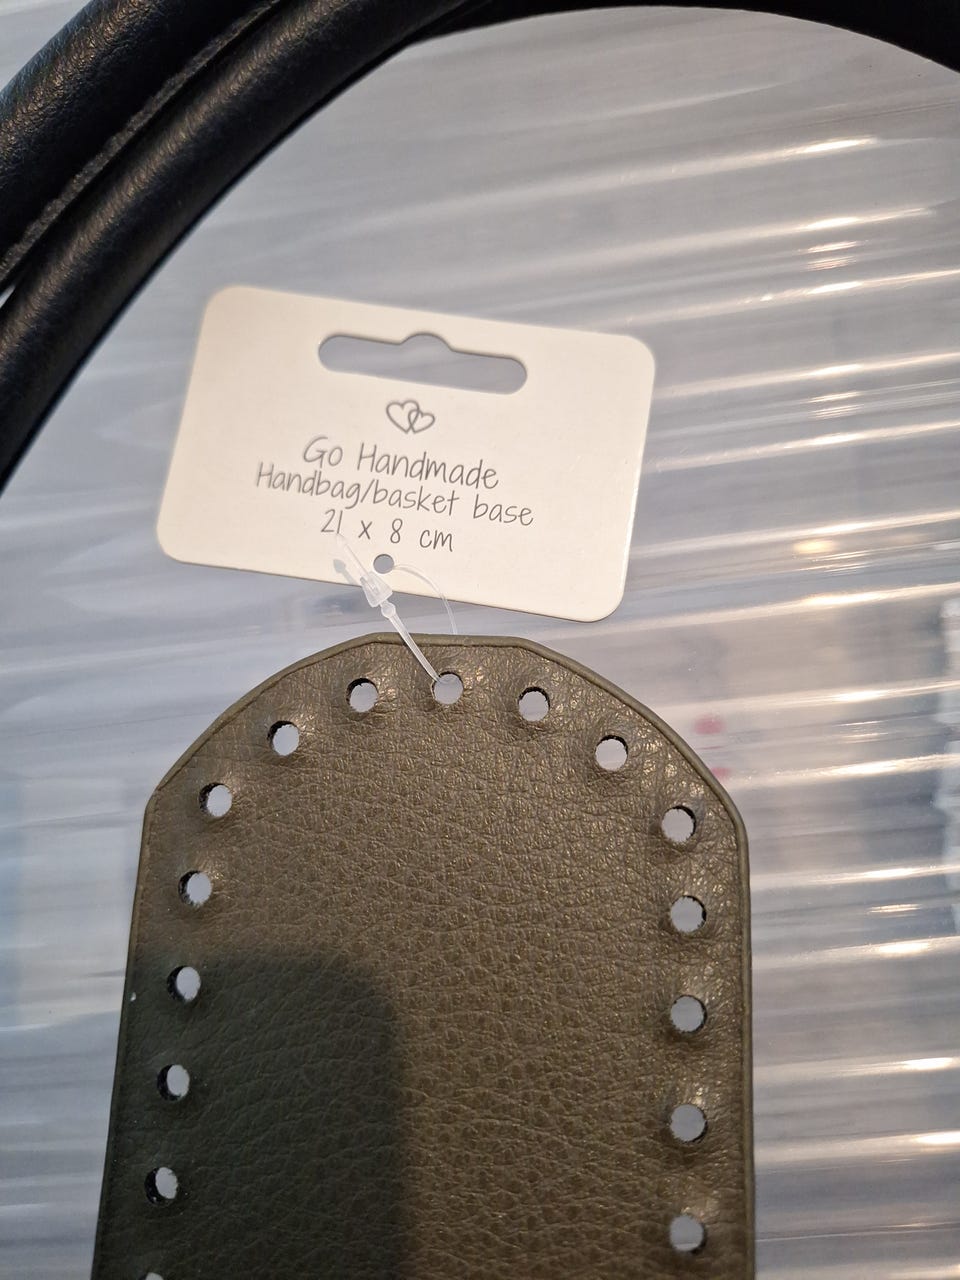 Go Handmade
Handbag/basket base
21 x 8 cm